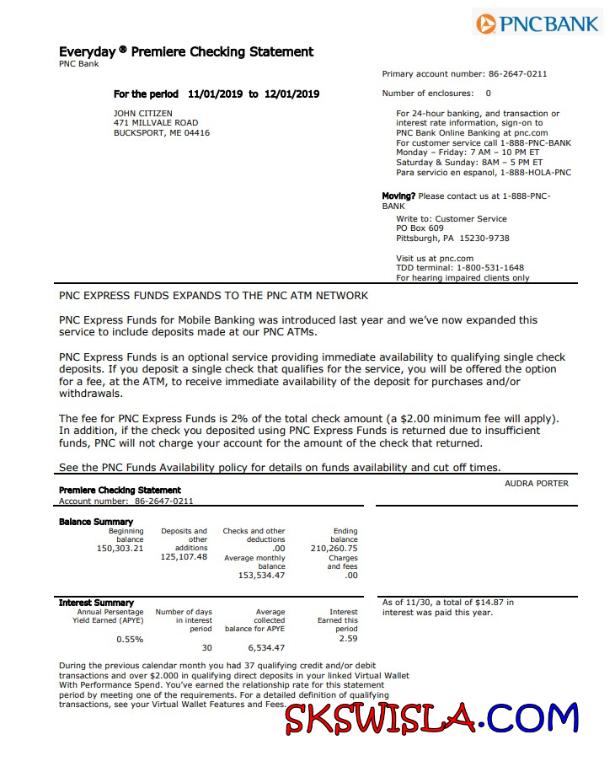 PNCBANK
Everyday ® Premiere Checking Statement
PNC Bank
Primary account number: 86-2647-0211
For the period 11/01/2019 to 12/01/2019
Number of enclosures: 0
JOHN CITIZEN
471 MILLVALE ROAD
BUCKSPORT, ME 04416
For 24-hour banking, and transaction or
interest rate information, sign-on to
PNC Bank Online Banking at pnc.com
For customer service call 1-888-PNC-BANK
Monday – Friday: 7 AM – 10 PM ET
Saturday & Sunday: 8AM – 5 PM ET
Para servicio en espanol, 1-888-HOLA-PNC
Moving? Please contact us at 1-888-PNC-
BANK
Write to: Customer Service
PO Box 609
Pittsburgh, PA 15230-9738
Visit us at pnc.com
TDD terminal: 1-800-531-1648
For hearing impaired clients only
PNC EXPRESS FUNDS EXPANDS TO THE PNC ATM NETWORK
PNC Express Funds for Mobile Banking was introduced last year and we’ve now expanded this
service to include deposits made at our PNC ATMs.
PNC Express Funds is an optional service providing immediate availability to qualifying single check
deposits. If you deposit a single check that qualifies for the service, you will be offered the option
for a fee, at the ATM, to receive immediate availability of the deposit for purchases and/or
withdrawals.
The fee for PNC Express Funds is 2% of the total check amount (a $2.00 minimum fee will apply).
In addition, if the check you deposited using PNC Express Funds is returned due to insufficient
funds, PNC will not charge your account for the amount of the check that returned.
See the PNC Funds Availability policy for details on funds availability and cut off times.
Premiere Checking Statement
Account number: 86-2647-0211
AUDRA PORTER
Balance Summary
Beginning balance
150,303.21
Deposits and other additions
125,107.48
Checks and other deductions
.00
Ending balance
210,260.75
Average monthly balance
153,534.47
Charges and fees
.00
Interest Summary
Annual Persentage Yield Earned (APYE)
0.55%
Number of days in interest period
30
Average collected balance for APYE
6,534.47
Interest Earned this period
2.59
As of 11/30, a total of $14.87 in
interest was paid this year.
During the previous calendar month you had 37 qualifying credit and/or debit
transactions and over $2.000 in qualifying direct deposits in your linked Virtual Wallet
With Performance Spend. You’ve earned the relationship rate for this statement
period by meeting one of the requirements. For a detailed definition of qualifying
transactions, see your Virtual Wallet Features and Fees.
SKSWISLA.COM